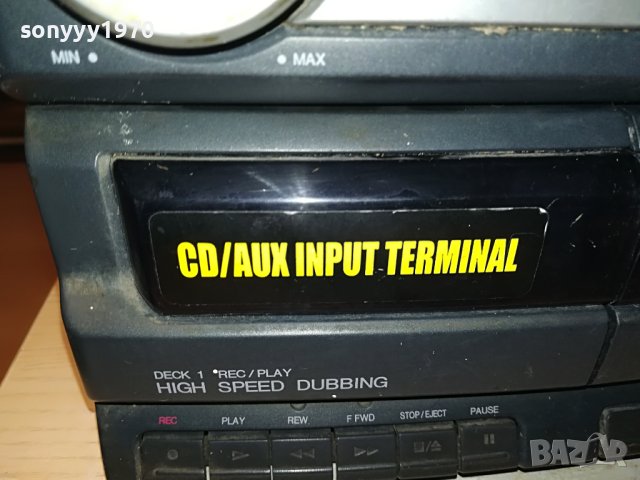 sonyyy1970
MIN MAX
CD/AUX INPUT TERMINAL
DECK 1 REC/PLAY
HIGH SPEED DUBBING
REC PLAY REW F FWD STOP/EJECT PAUSE
BAZAR